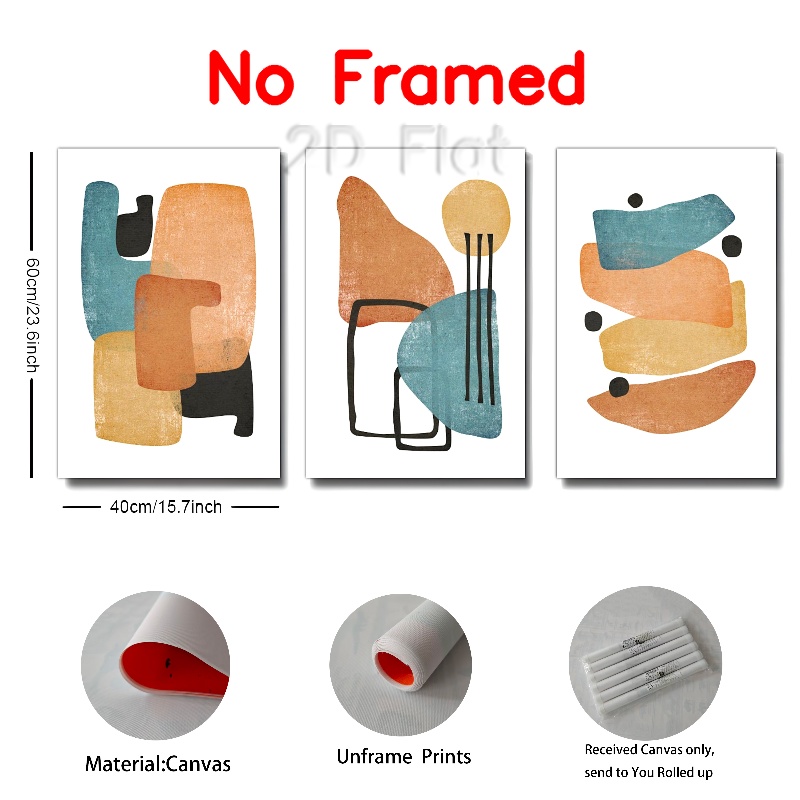 No Framed
2D Flat
60cm/23.6inch
40cm/15.7inch
Material:Canvas
Unframe Prints
Received Canvas only,
send to You Rolled up